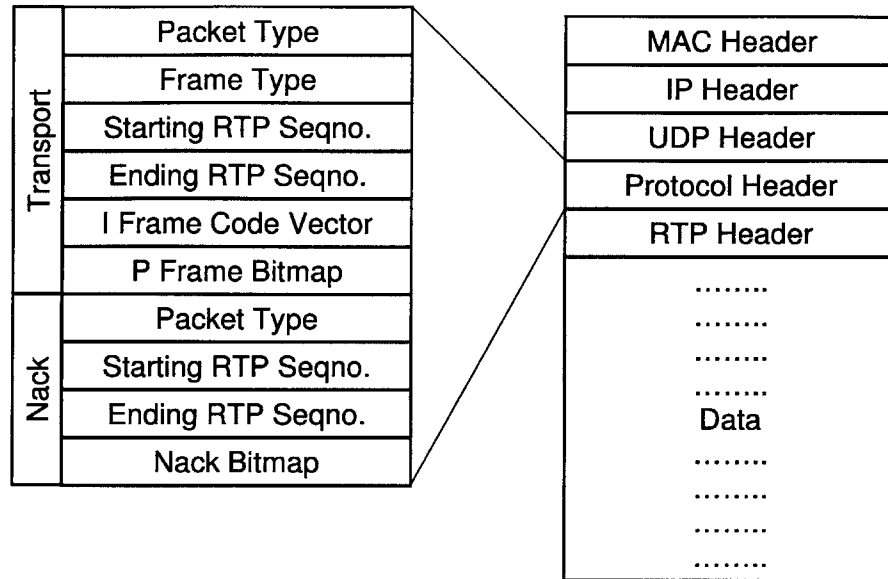 Transport
Packet Type
Frame Type
Starting RTP Seqno.
Ending RTP Seqno.
I Frame Code Vector
P Frame Bitmap
Nack
Packet Type
Starting RTP Seqno.
Ending RTP Seqno.
Nack Bitmap
MAC Header
IP Header
UDP Header
Protocol Header
RTP Header
........
........
........
........
Data
........
........
........
........